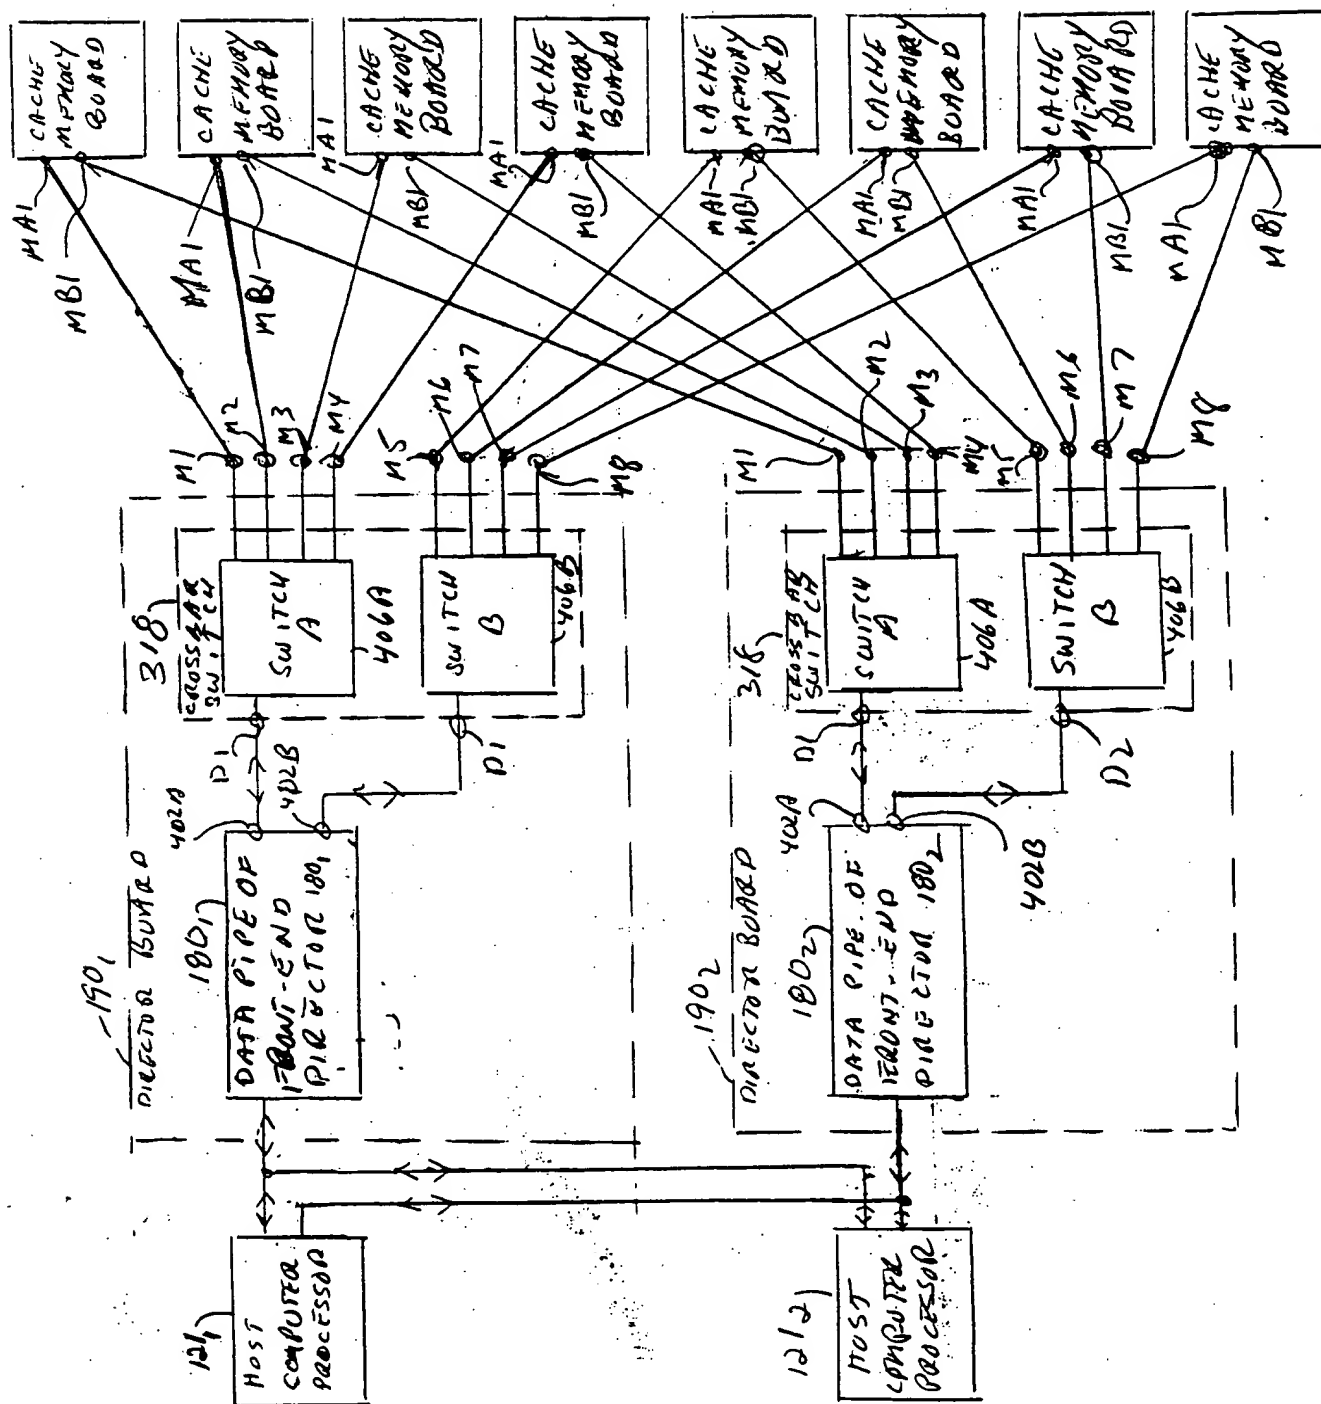 CACHE
MEMORY
BOARD
CACHE
MEMORY
BOARD
CACHE
MEMORY
BOARD
CACHE
MEMORY
BOARD
CACHE
MEMORY
BOARD
CACHE
MEMORY
BOARD
CACHE
MEMORY
BOARD
CACHE
MEMORY
BOARD
MA1
MB1
MA1
MB1
MA1
MB1
MA1
MB1
MA1
MB1
MA1
MB1
MA1
MB1
MA1
MB1
M1
M2
M3
M4
M5
M6
M7
M8
M1
M2
M3
M4
M5
M6
M7
M8
318
CROSSBAR
SWITCH
SWITCH
A
406A
SWITCH
B
406B
318
CROSSBAR
SWITCH
SWITCH
A
406A
SWITCH
B
406B
D1
D1
D1
D2
402A
402B
402A
402B
190₁
DIRECTOR BOARD
180₁
DATA PIPE OF
FRONT-END
DIRECTOR 180₁
190₂
DIRECTOR BOARD
180₂
DATA PIPE OF
FRONT-END
DIRECTOR 180₂
121₁
HOST
COMPUTER
PROCESSOR
121₂
HOST
COMPUTER
PROCESSOR